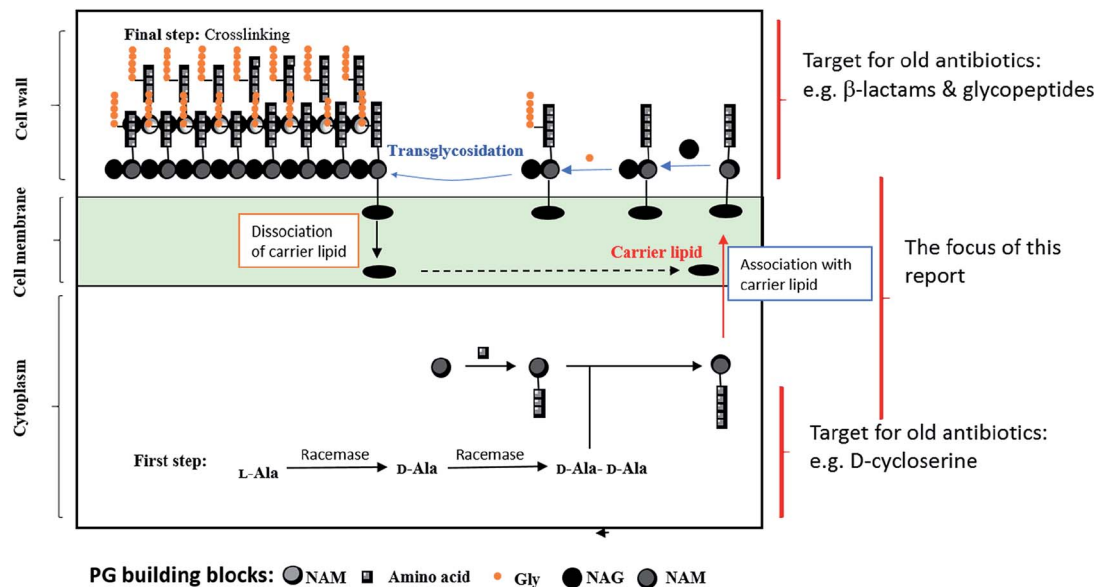 Final step: Crosslinking
Cell wall
Transglycosidation
Target for old antibiotics:
e.g. β-lactams & glycopeptides
Cell membrane
Dissociation
of carrier lipid
Carrier lipid
Association with
carrier lipid
The focus of this
report
Cytoplasm
First step:
L-Ala
Racemase
D-Ala
Racemase
D-Ala- D-Ala
Target for old antibiotics:
e.g. D-cycloserine
PG building blocks: NAM Amino acid Gly NAG NAM